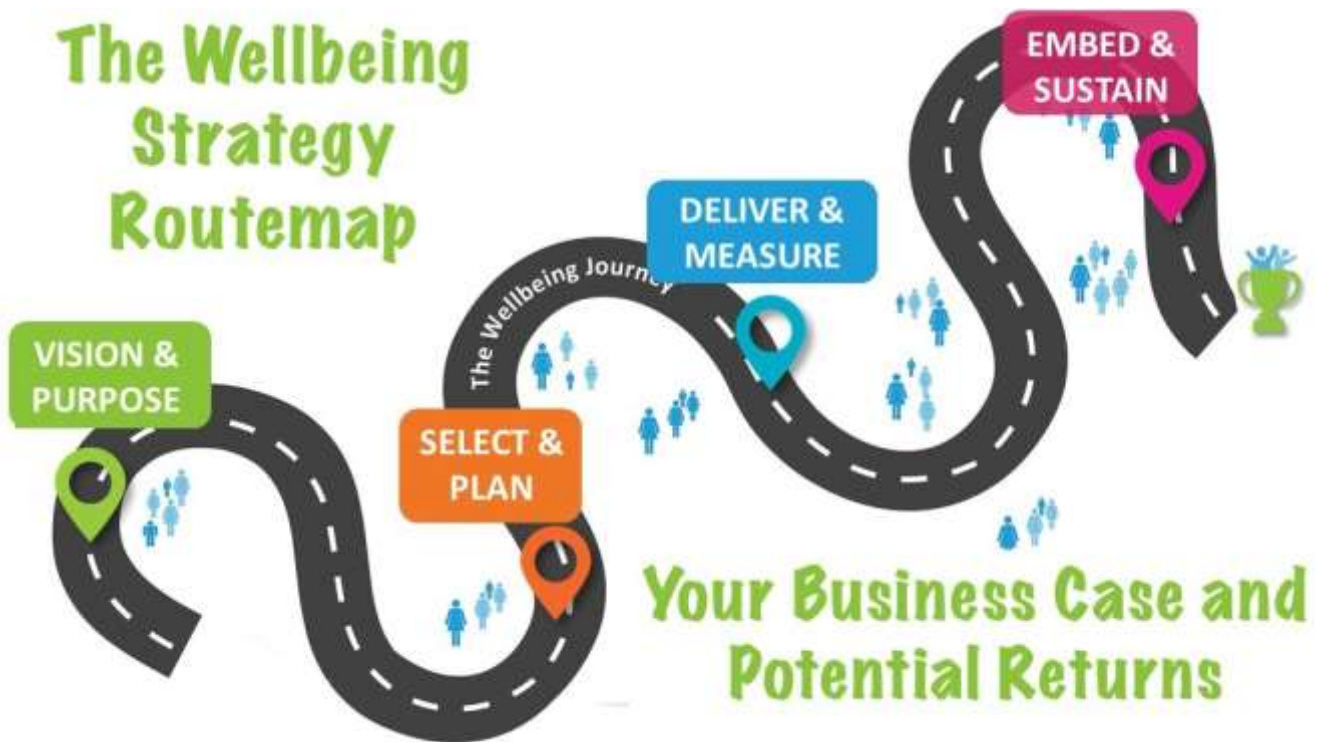 The Wellbeing
Strategy
Routemap
EMBED &
SUSTAIN
DELIVER &
MEASURE
The Wellbeing Journey
VISION &
PURPOSE
SELECT &
PLAN
Your Business Case and
Potential Returns